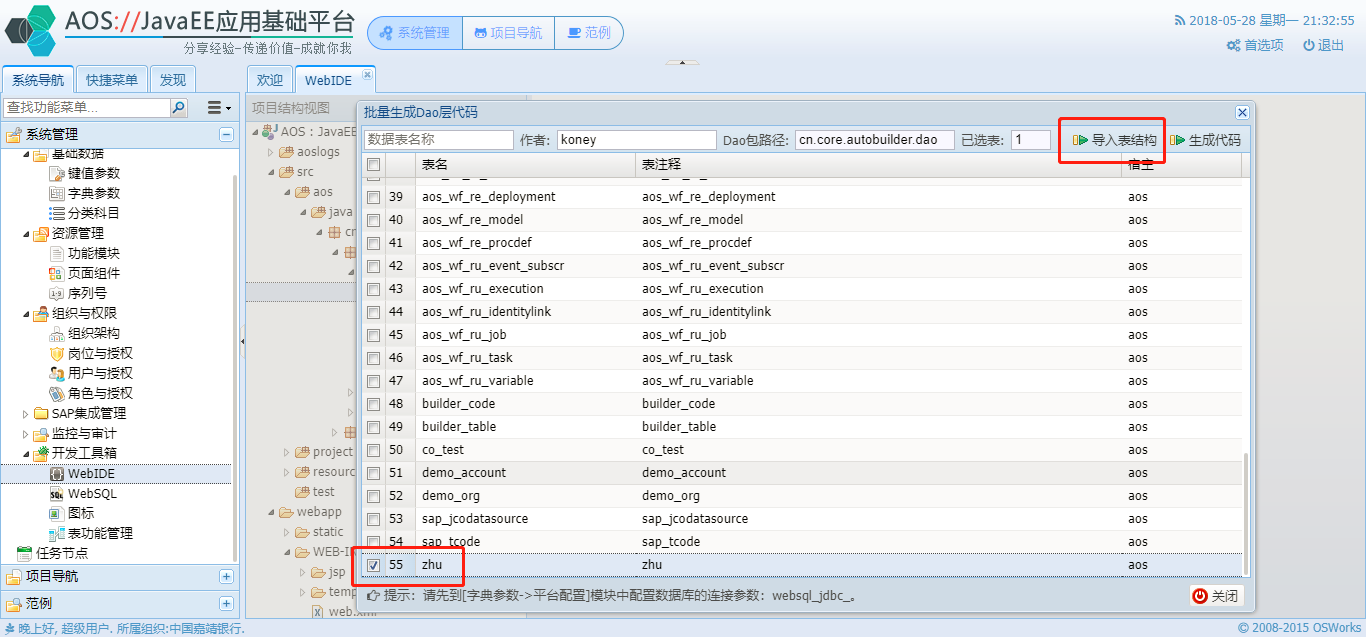 AOS://JavaEE应用基础平台
分享经验-传递价值-成就你我
系统管理 项目导航 范例
2018-05-28 星期一 21:32:55
首选项 退出
系统导航 快捷菜单 发现
欢迎 WebIDE
查找功能菜单...
系统管理
基础数据
键值参数
字典参数
分类科目
资源管理
功能模块
页面组件
序列号
组织与权限
组织架构
岗位与授权
用户与授权
角色与授权
SAP集成管理
监控与审计
开发工具箱
WebIDE
WebSQL
图标
表功能管理
任务节点
项目导航
范例
项目结构视图
AOS : JavaEE
aoslogs
src
aos
java
cn
project
resourc
test
webapp
static
WEB-IN
jsp
temp
web.xml
批量生成Dao层代码
数据表名称 作者: koney Dao包路径: cn.core.autobuilder.dao 已选表: 1 导入表结构 生成代码
表名 表注释 宿主
39 aos_wf_re_deployment aos_wf_re_deployment aos
40 aos_wf_re_model aos_wf_re_model aos
41 aos_wf_re_procdef aos_wf_re_procdef aos
42 aos_wf_ru_event_subscr aos_wf_ru_event_subscr aos
43 aos_wf_ru_execution aos_wf_ru_execution aos
44 aos_wf_ru_identitylink aos_wf_ru_identitylink aos
45 aos_wf_ru_job aos_wf_ru_job aos
46 aos_wf_ru_task aos_wf_ru_task aos
47 aos_wf_ru_variable aos_wf_ru_variable aos
48 builder_code builder_code aos
49 builder_table builder_table aos
50 co_test co_test aos
51 demo_account demo_account aos
52 demo_org demo_org aos
53 sap_jcodatasource sap_jcodatasource aos
54 sap_tcode sap_tcode aos
55 zhu zhu aos
提示：请先到[字典参数->平台配置]模块中配置数据库的连接参数：websql_jdbc_。 关闭
晚上好, 超级用户. 所属组织:中国嘉靖银行.
© 2008-2015 OSWorks